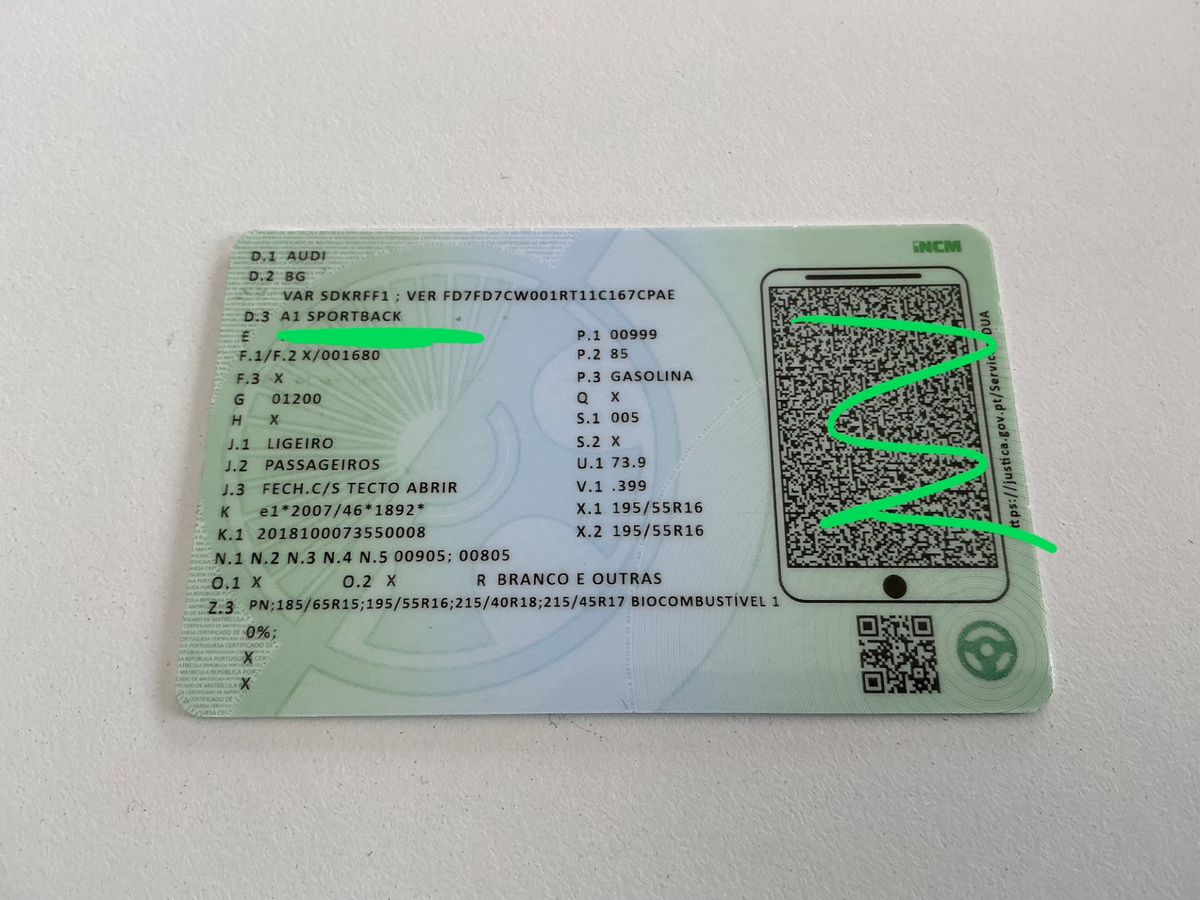 INCM
D.1 AUDI
D.2 BG
VAR SDKRFF1 ; VER FD7FD7CW001RT11C167CPAE
D.3 A1 SPORTBACK
E
F.1/F.2 X/001680
F.3 X
G 01200
H X
J.1 LIGEIRO
J.2 PASSAGEIROS
J.3 FECH.C/S TECTO ABRIR
K e1*2007/46*1892*
K.1 2018100073550008
P.1 00999
P.2 85
P.3 GASOLINA
Q X
S.1 005
S.2 X
U.1 73.9
V.1 .399
X.1 195/55R16
X.2 195/55R16
N.1 N.2 N.3 N.4 N.5 00905; 00805
O.1 X O.2 X R BRANCO E OUTRAS
Z.3 PN;185/65R15;195/55R16;215/40R18;215/45R17 BIOCOMBUSTÍVEL 1
0%;
X
X